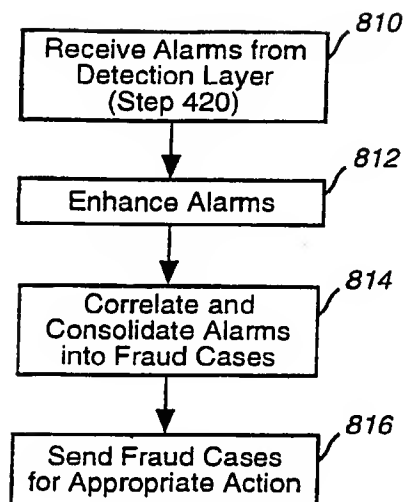 810
Receive Alarms from
Detection Layer
(Step 420)
812
Enhance Alarms
814
Correlate and
Consolidate Alarms
into Fraud Cases
816
Send Fraud Cases
for Appropriate Action